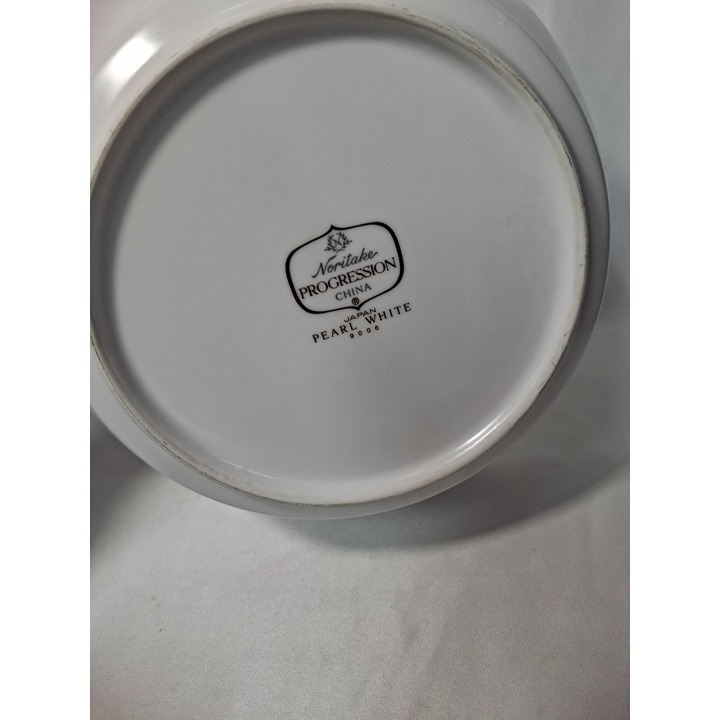 N
Noritake
PROGRESSION
CHINA
®
JAPAN
PEARL WHITE
9006